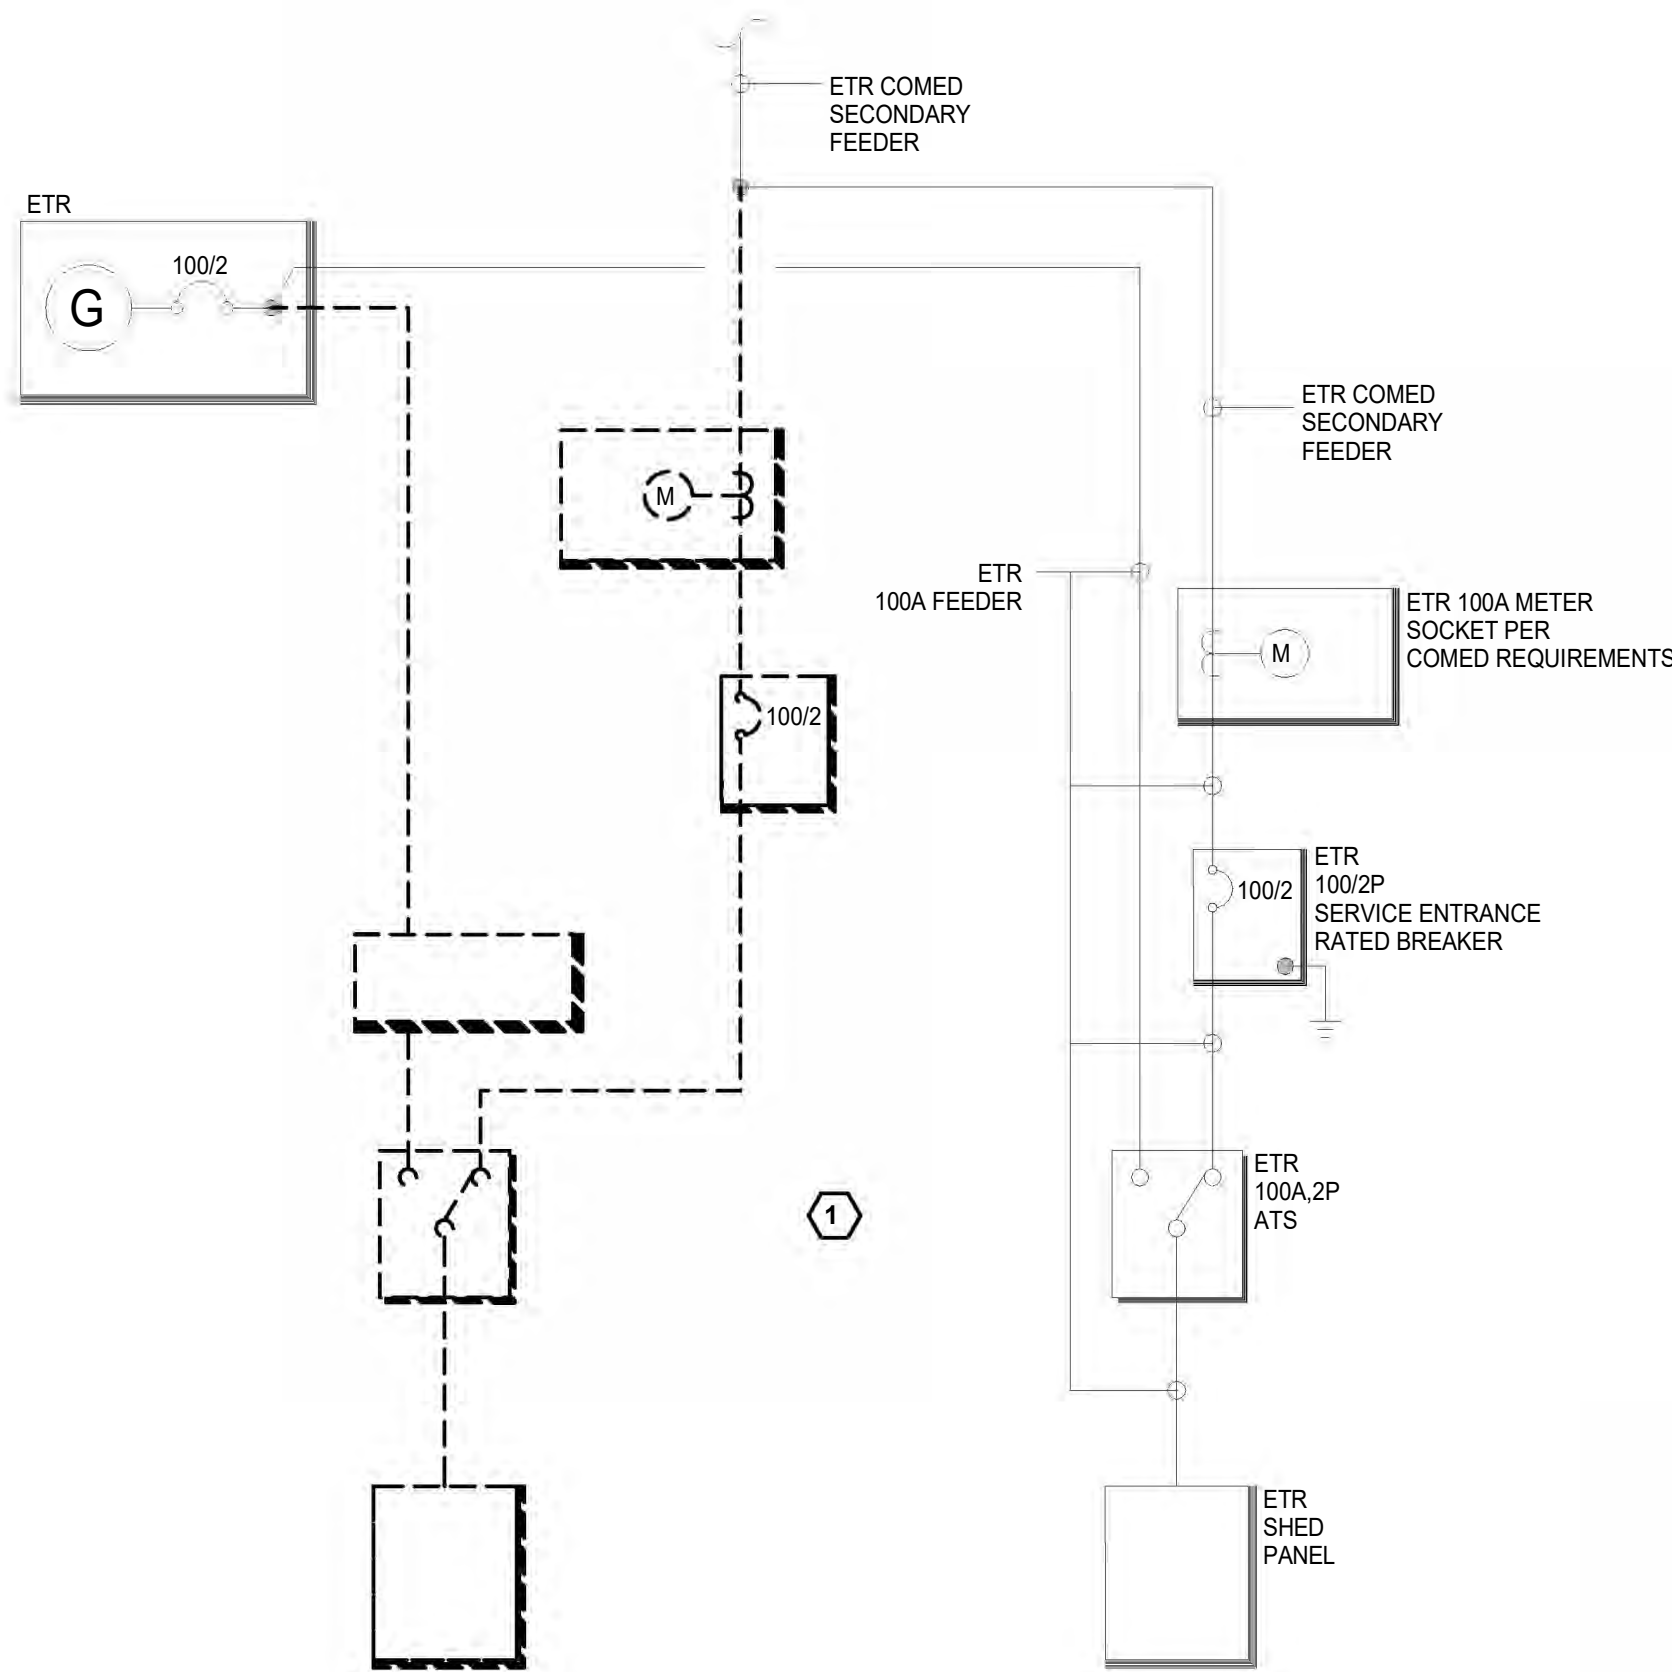 ETR COMED
SECONDARY
FEEDER
ETR
100/2
G
ETR COMED
SECONDARY
FEEDER
M
ETR
100A FEEDER
ETR 100A METER
SOCKET PER
COMED REQUIREMENTS
M
100/2
ETR
100/2P
SERVICE ENTRANCE
RATED BREAKER
100/2
ETR
100A,2P
ATS
1
ETR
SHED
PANEL